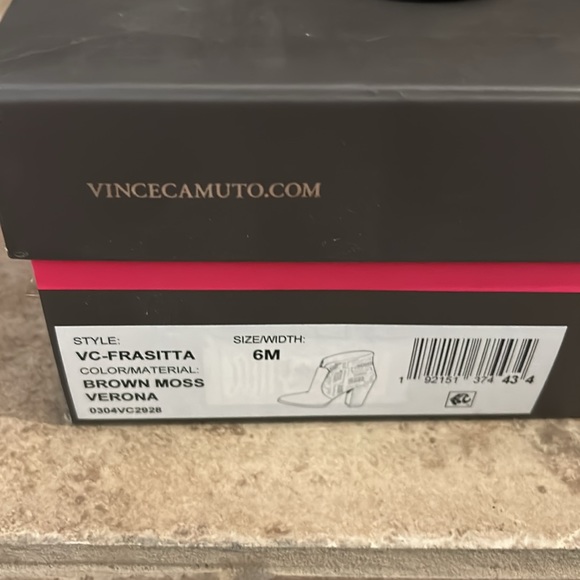 VINCECAMUTO.COM
STYLE:
VC-FRASITTA
SIZE/WIDTH:
6M
COLOR/MATERIAL:
BROWN MOSS
VERONA
0304VC2928
1 92151 374 43 4